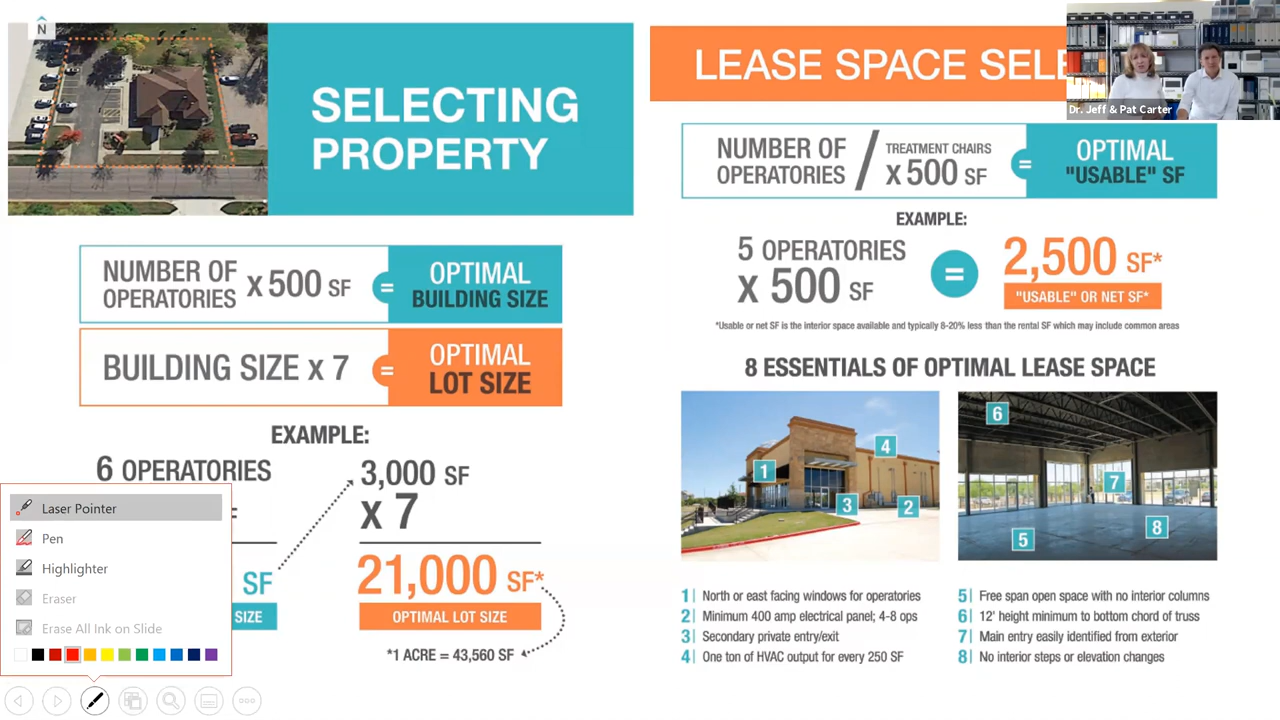 N
SELECTING
PROPERTY
NUMBER OF
OPERATORIES
x 500 SF
=
OPTIMAL
BUILDING SIZE
BUILDING SIZE x 7
=
OPTIMAL
LOT SIZE
EXAMPLE:
6 OPERATORIES
SF
SIZE
3,000 SF
x 7
21,000 SF*
OPTIMAL LOT SIZE
*1 ACRE = 43,560 SF
Laser Pointer
Pen
Highlighter
Eraser
Erase All Ink on Slide
LEASE SPACE SELE
Dr. Jeff & Pat Carter
NUMBER OF
OPERATORIES
/
TREATMENT CHAIRS
x 500 SF
=
OPTIMAL
"USABLE" SF
EXAMPLE:
5 OPERATORIES
x 500 SF
=
2,500 SF*
"USABLE" OR NET SF*
*Usable or net SF is the interior space available and typically 8-20% less than the rental SF which may include common areas
8 ESSENTIALS OF OPTIMAL LEASE SPACE
1
4
3
2
6
7
5
8
1 North or east facing windows for operatories
2 Minimum 400 amp electrical panel; 4-8 ops
3 Secondary private entry/exit
4 One ton of HVAC output for every 250 SF
5 Free span open space with no interior columns
6 12' height minimum to bottom chord of truss
7 Main entry easily identified from exterior
8 No interior steps or elevation changes